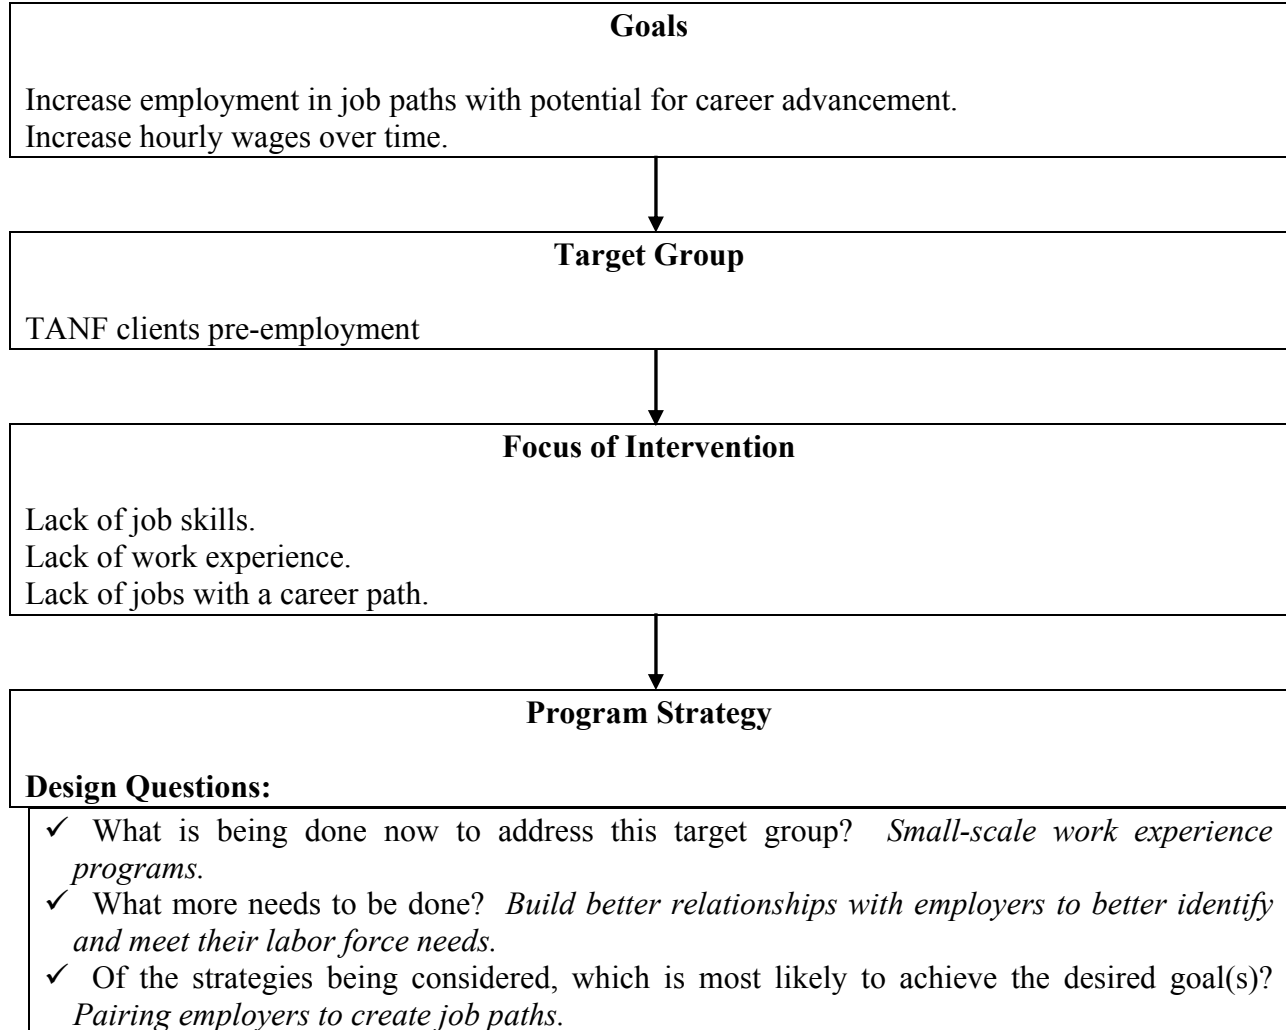 Goals
Increase employment in job paths with potential for career advancement.
Increase hourly wages over time.
Target Group
TANF clients pre-employment
Focus of Intervention
Lack of job skills.
Lack of work experience.
Lack of jobs with a career path.
Program Strategy
Design Questions:
✓ What is being done now to address this target group? Small-scale work experience
programs.
✓ What more needs to be done? Build better relationships with employers to better identify
and meet their labor force needs.
✓ Of the strategies being considered, which is most likely to achieve the desired goal(s)?
Pairing employers to create job paths.